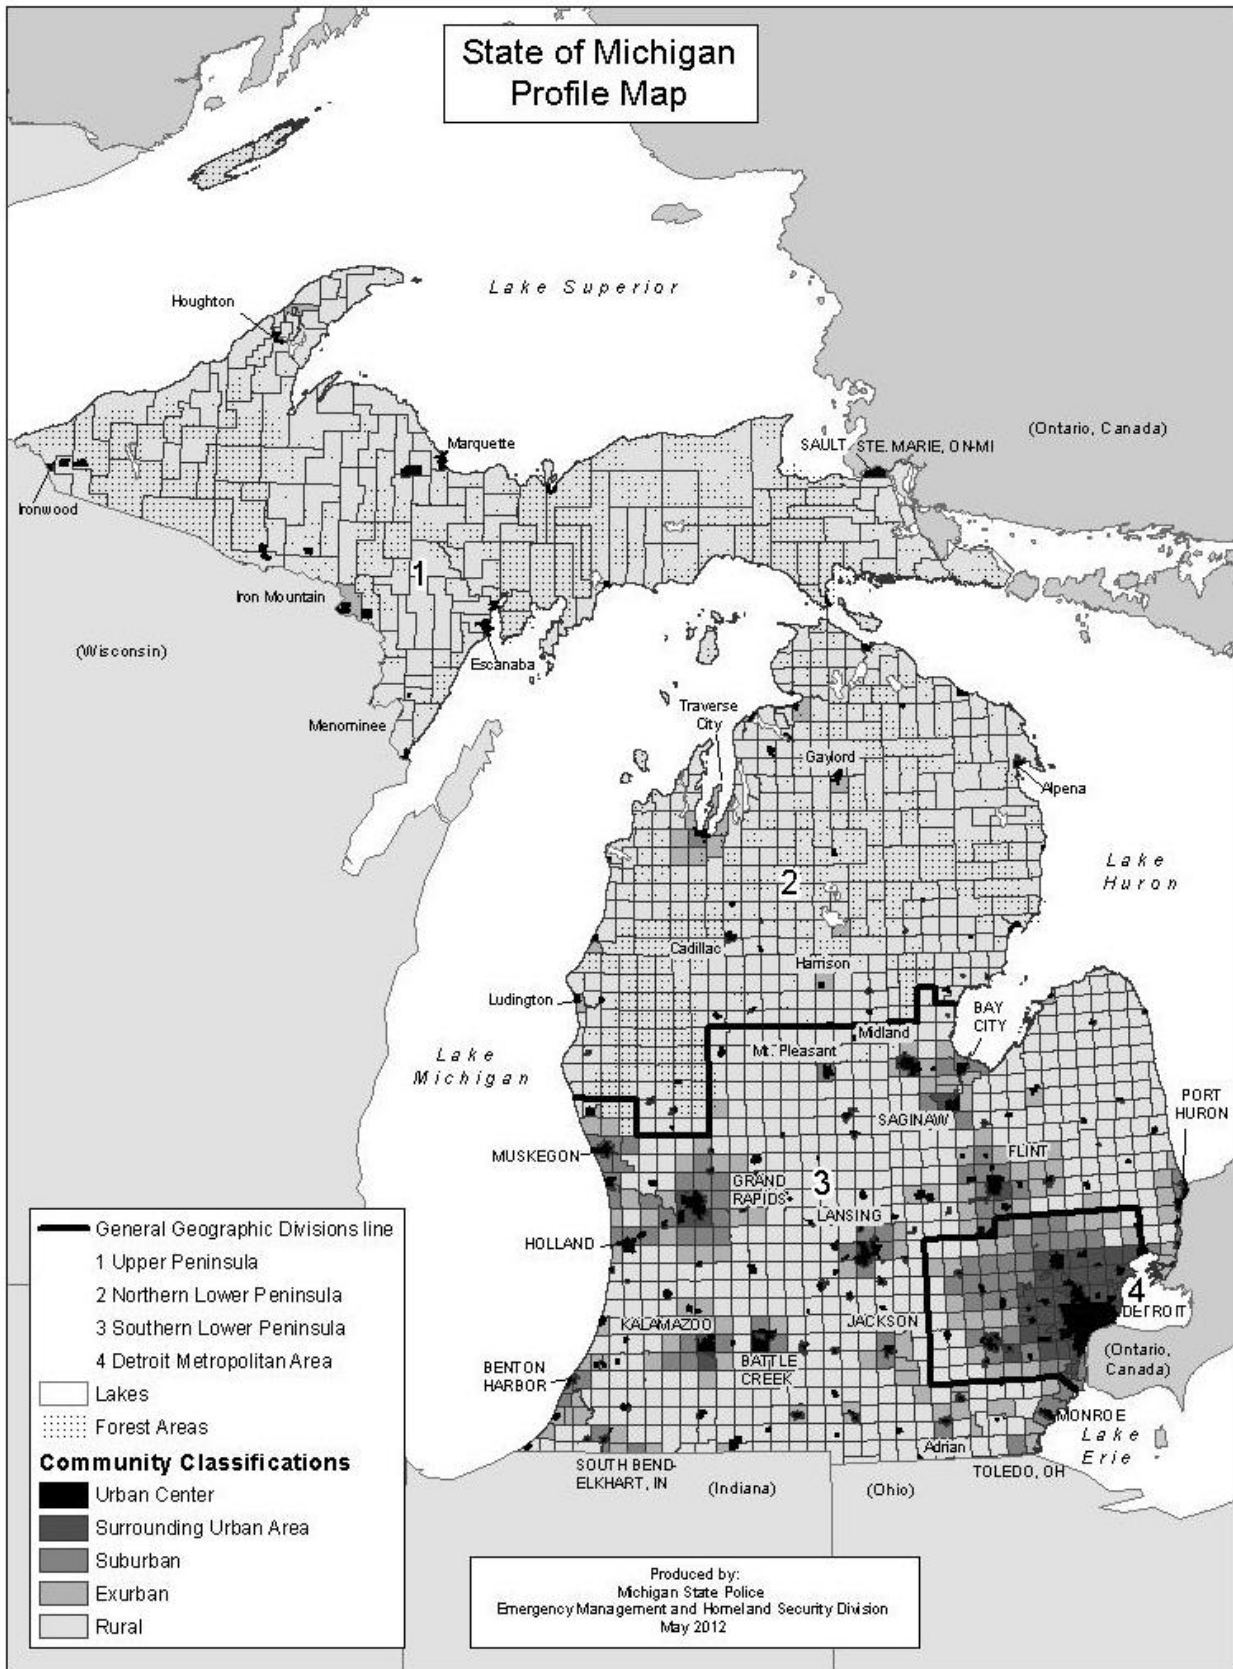 State of Michigan
Profile Map
Lake Superior
Houghton
Marquette
SAULT STE. MARIE, ON-MI
(Ontario, Canada)
Ironwood
1
Iron Mountain
(Wisconsin)
Escanaba
Menominee
Traverse
City
Gaylord
Alpena
Lake
Huron
2
Cadillac
Harrison
Ludington
BAY
CITY
Midland
Mt. Pleasant
Lake
Michigan
SAGINAW
PORT
HURON
MUSKEGON
FLINT
GRAND
RAPIDS
3
LANSING
HOLLAND
4
DETROIT
KALAMAZOO
JACKSON
(Ontario,
Canada)
BENTON
HARBOR
BATTLE
CREEK
MONROE
Lake
Erie
Adrian
SOUTH BEND-
ELKHART, IN
TOLEDO, OH
(Indiana)
(Ohio)
General Geographic Divisions line
1 Upper Peninsula
2 Northern Lower Peninsula
3 Southern Lower Peninsula
4 Detroit Metropolitan Area
Lakes
Forest Areas
Community Classifications
Urban Center
Surrounding Urban Area
Suburban
Exurban
Rural
Produced by:
Michigan State Police
Emergency Management and Homeland Security Division
May 2012